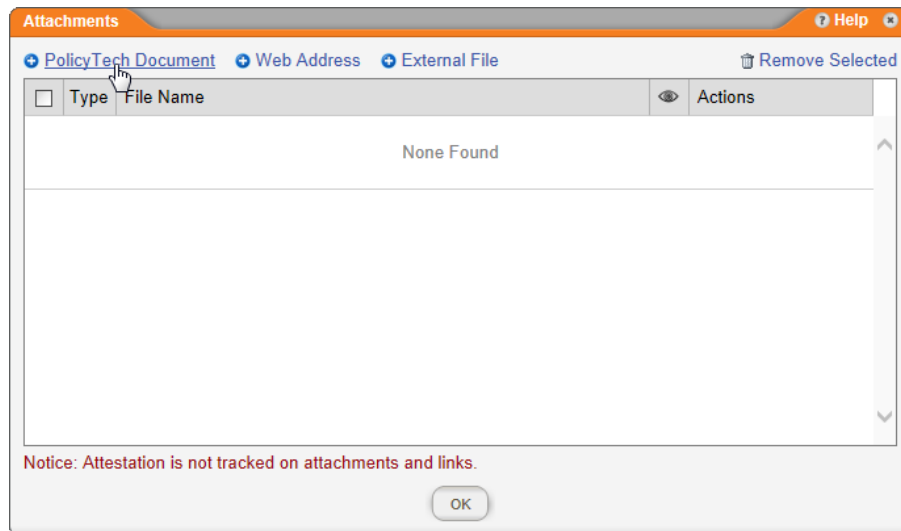 Attachments Help
PolicyTech Document Web Address External File Remove Selected
Type File Name Actions
None Found
Notice: Attestation is not tracked on attachments and links.
OK